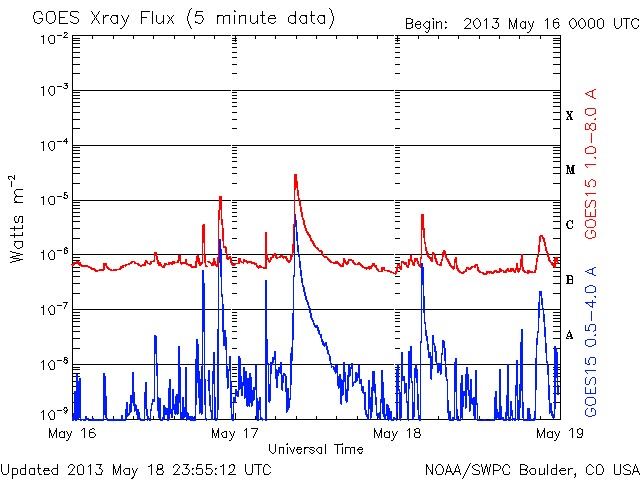 GOES Xray Flux (5 minute data)
Begin: 2013 May 16 0000 UTC
10-2
10-3
10-4
10-5
10-6
10-7
10-8
10-9
Watts m-2
X
M
C
B
A
GOES15 1.0-8.0 A
GOES15 0.5-4.0 A
May 16
May 17
May 18
May 19
Universal Time
Updated 2013 May 18 23:55:12 UTC
NOAA/SWPC Boulder, CO USA